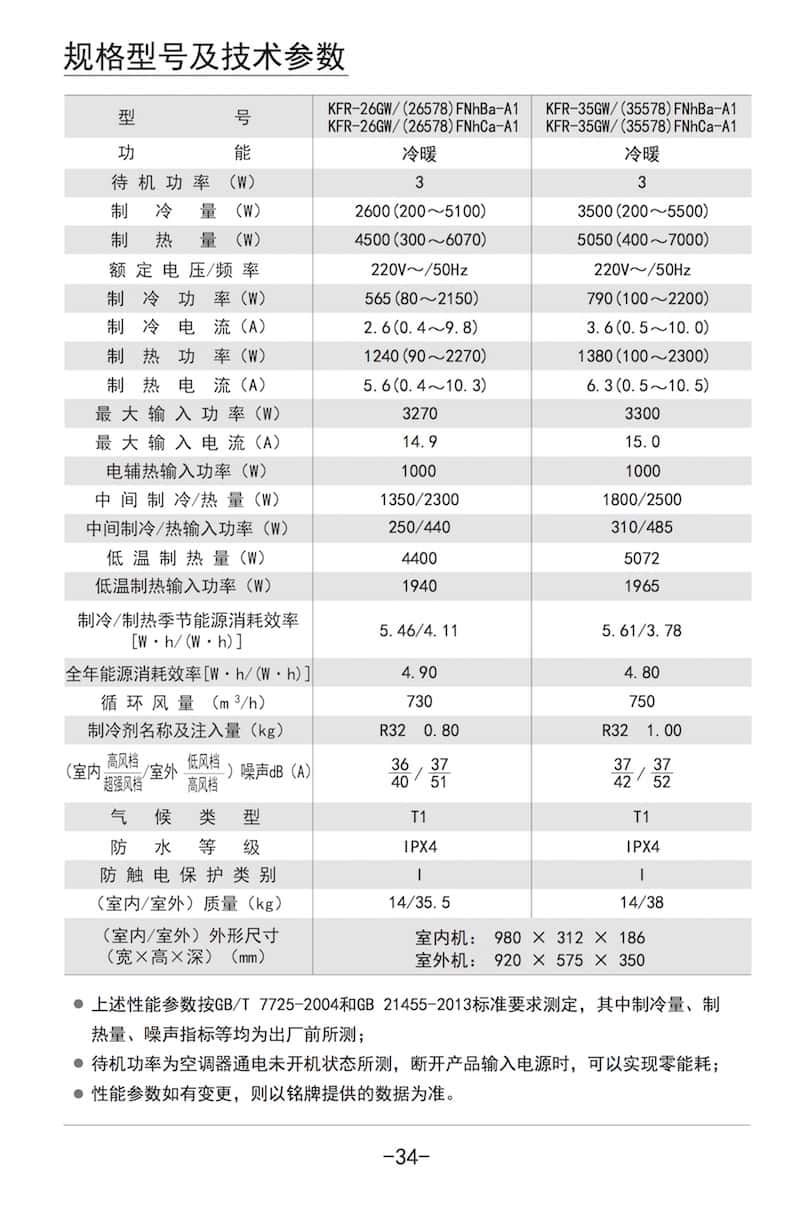 规格型号及技术参数
型 号 KFR-26GW/(26578)FNhBa-A1 KFR-35GW/(35578)FNhBa-A1
KFR-26GW/(26578)FNhCa-A1 KFR-35GW/(35578)FNhCa-A1
功 能 冷暖 冷暖
待 机 功 率 (W) 3 3
制 冷 量 (W) 2600(200～5100) 3500(200～5500)
制 热 量 (W) 4500(300～6070) 5050(400～7000)
额 定 电 压/频 率 220V～/50Hz 220V～/50Hz
制 冷 功 率(W) 565(80～2150) 790(100～2200)
制 冷 电 流(A) 2.6(0.4～9.8) 3.6(0.5～10.0)
制 热 功 率(W) 1240(90～2270) 1380(100～2300)
制 热 电 流(A) 5.6(0.4～10.3) 6.3(0.5～10.5)
最 大 输 入 功 率(W) 3270 3300
最 大 输 入 电 流(A) 14.9 15.0
电辅热输入功率(W) 1000 1000
中 间 制 冷/热 量(W) 1350/2300 1800/2500
中间制冷/热输入功率(W) 250/440 310/485
低 温 制 热 量(W) 4400 5072
低温制热输入功率(W) 1940 1965
制冷/制热季节能源消耗效率
[W·h/(W·h)] 5.46/4.11 5.61/3.78
全年能源消耗效率[W·h/(W·h)] 4.90 4.80
循 环 风 量 (m³/h) 730 750
制冷剂名称及注入量(kg) R32 0.80 R32 1.00
高风档 低风档 36 37 37 37
(室内 /室外 )噪声dB(A) / /
超强风档 高风档 40 51 42 52
气 候 类 型 T1 T1
防 水 等 级 IPX4 IPX4
防 触 电 保 护 类 别 I I
(室内/室外)质量(kg) 14/35.5 14/38
(室内/室外)外形尺寸 室内机: 980 × 312 × 186
(宽×高×深) (mm) 室外机: 920 × 575 × 350
● 上述性能参数按GB/T 7725-2004和GB 21455-2013标准要求测定，其中制冷量、制
热量、噪声指标等均为出厂前所测；
● 待机功率为空调器通电未开机状态所测，断开产品输入电源时，可以实现零能耗；
● 性能参数如有变更，则以铭牌提供的数据为准。
-34-